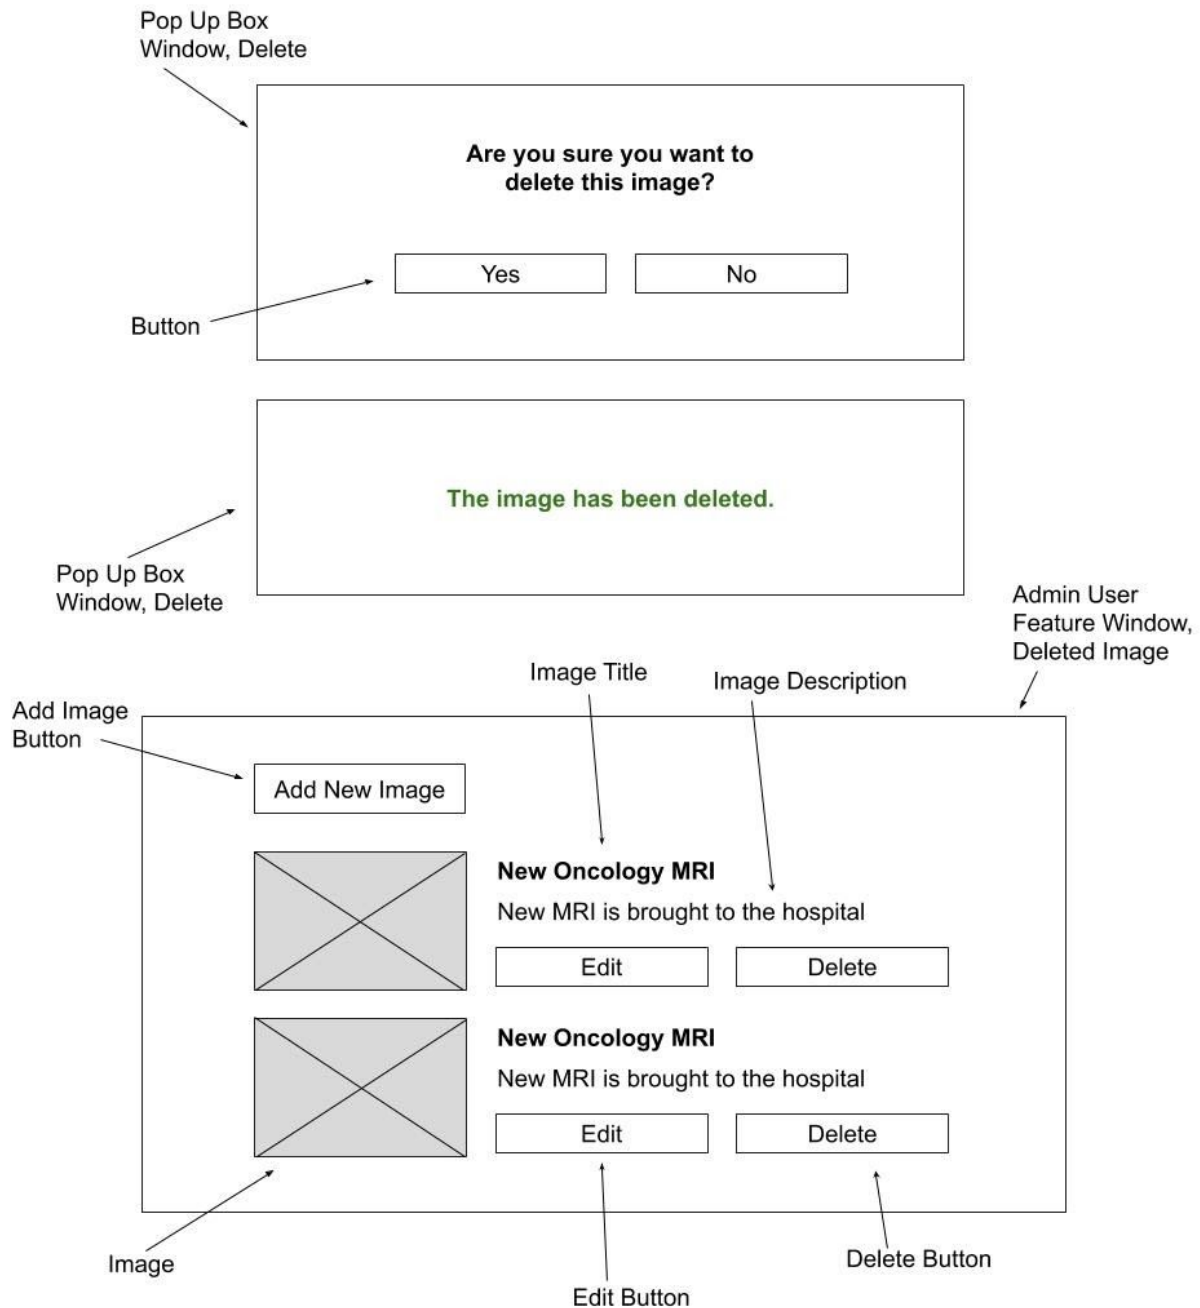 Pop Up Box
Window, Delete
Are you sure you want to
delete this image?
Yes
No
Button
The image has been deleted.
Pop Up Box
Window, Delete
Admin User
Feature Window,
Deleted Image
Image Title
Image Description
Add Image
Button
Add New Image
New Oncology MRI
New MRI is brought to the hospital
Edit
Delete
New Oncology MRI
New MRI is brought to the hospital
Edit
Delete
Image
Delete Button
Edit Button